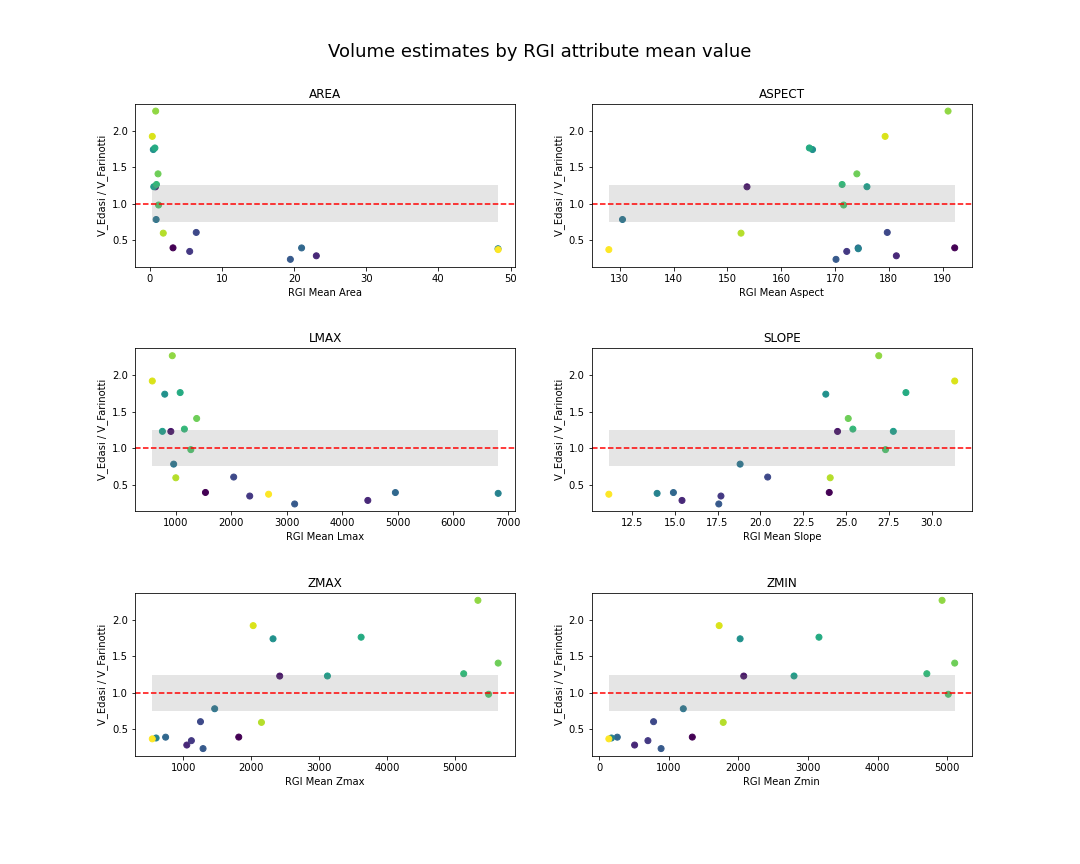 Volume estimates by RGI attribute mean value
AREA
V_Edasi / V_Farinotti
2.0
1.5
1.0
0.5
0 10 20 30 40 50
RGI Mean Area
ASPECT
V_Edasi / V_Farinotti
2.0
1.5
1.0
0.5
130 140 150 160 170 180 190
RGI Mean Aspect
LMAX
V_Edasi / V_Farinotti
2.0
1.5
1.0
0.5
1000 2000 3000 4000 5000 6000 7000
RGI Mean Lmax
SLOPE
V_Edasi / V_Farinotti
2.0
1.5
1.0
0.5
12.5 15.0 17.5 20.0 22.5 25.0 27.5 30.0
RGI Mean Slope
ZMAX
V_Edasi / V_Farinotti
2.0
1.5
1.0
0.5
1000 2000 3000 4000 5000
RGI Mean Zmax
ZMIN
V_Edasi / V_Farinotti
2.0
1.5
1.0
0.5
0 1000 2000 3000 4000 5000
RGI Mean Zmin